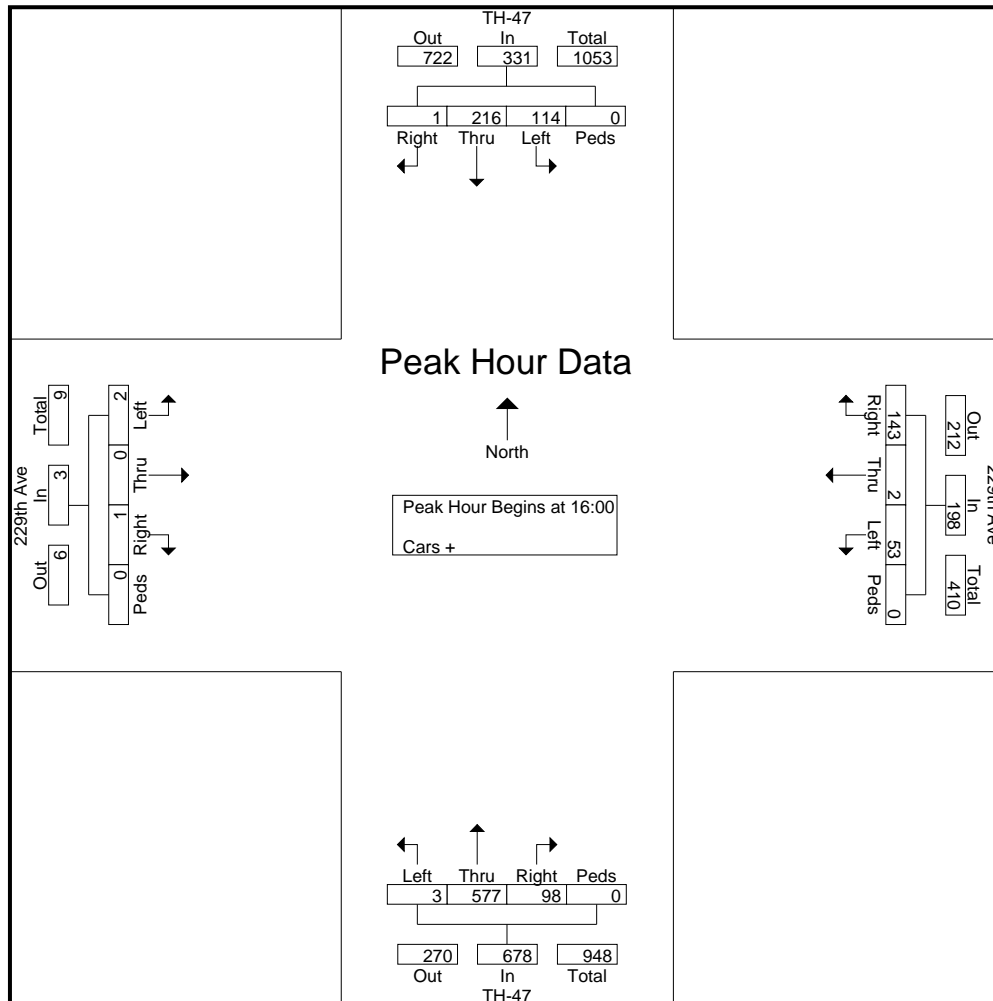 TH-47
Out In Total
722 331 1053
1 216 114 0
Right Thru Left Peds
Peak Hour Data
North
Peak Hour Begins at 16:00
Cars +
229th Ave
Total In Out
9 3 6
2 0 1 0
Left Thru Right Peds
Right Thru Left Peds
143 2 53 0
Out In Total
212 198 410
229th Ave
Left Thru Right Peds
3 577 98 0
270 678 948
Out In Total
TH-47